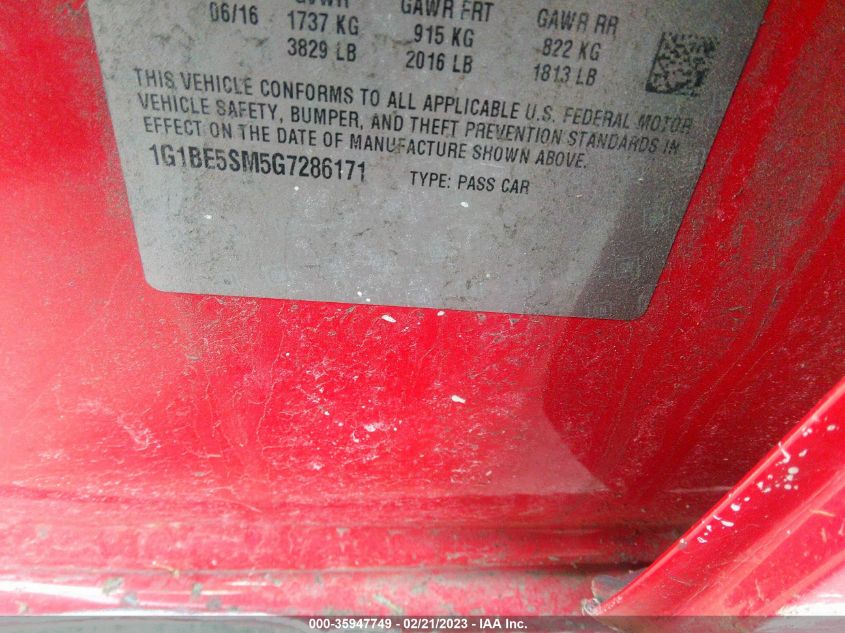 06/16 1737 KG 915 KG 822 KG
3829 LB 2016 LB 1813 LB
GAWR FRT GAWR RR
THIS VEHICLE CONFORMS TO ALL APPLICABLE U.S. FEDERAL MOTOR
VEHICLE SAFETY, BUMPER, AND THEFT PREVENTION STANDARDS IN
EFFECT ON THE DATE OF MANUFACTURE SHOWN ABOVE.
1G1BE5SM5G7286171 TYPE: PASS CAR
000-35947749 - 02/21/2023 - IAA Inc.